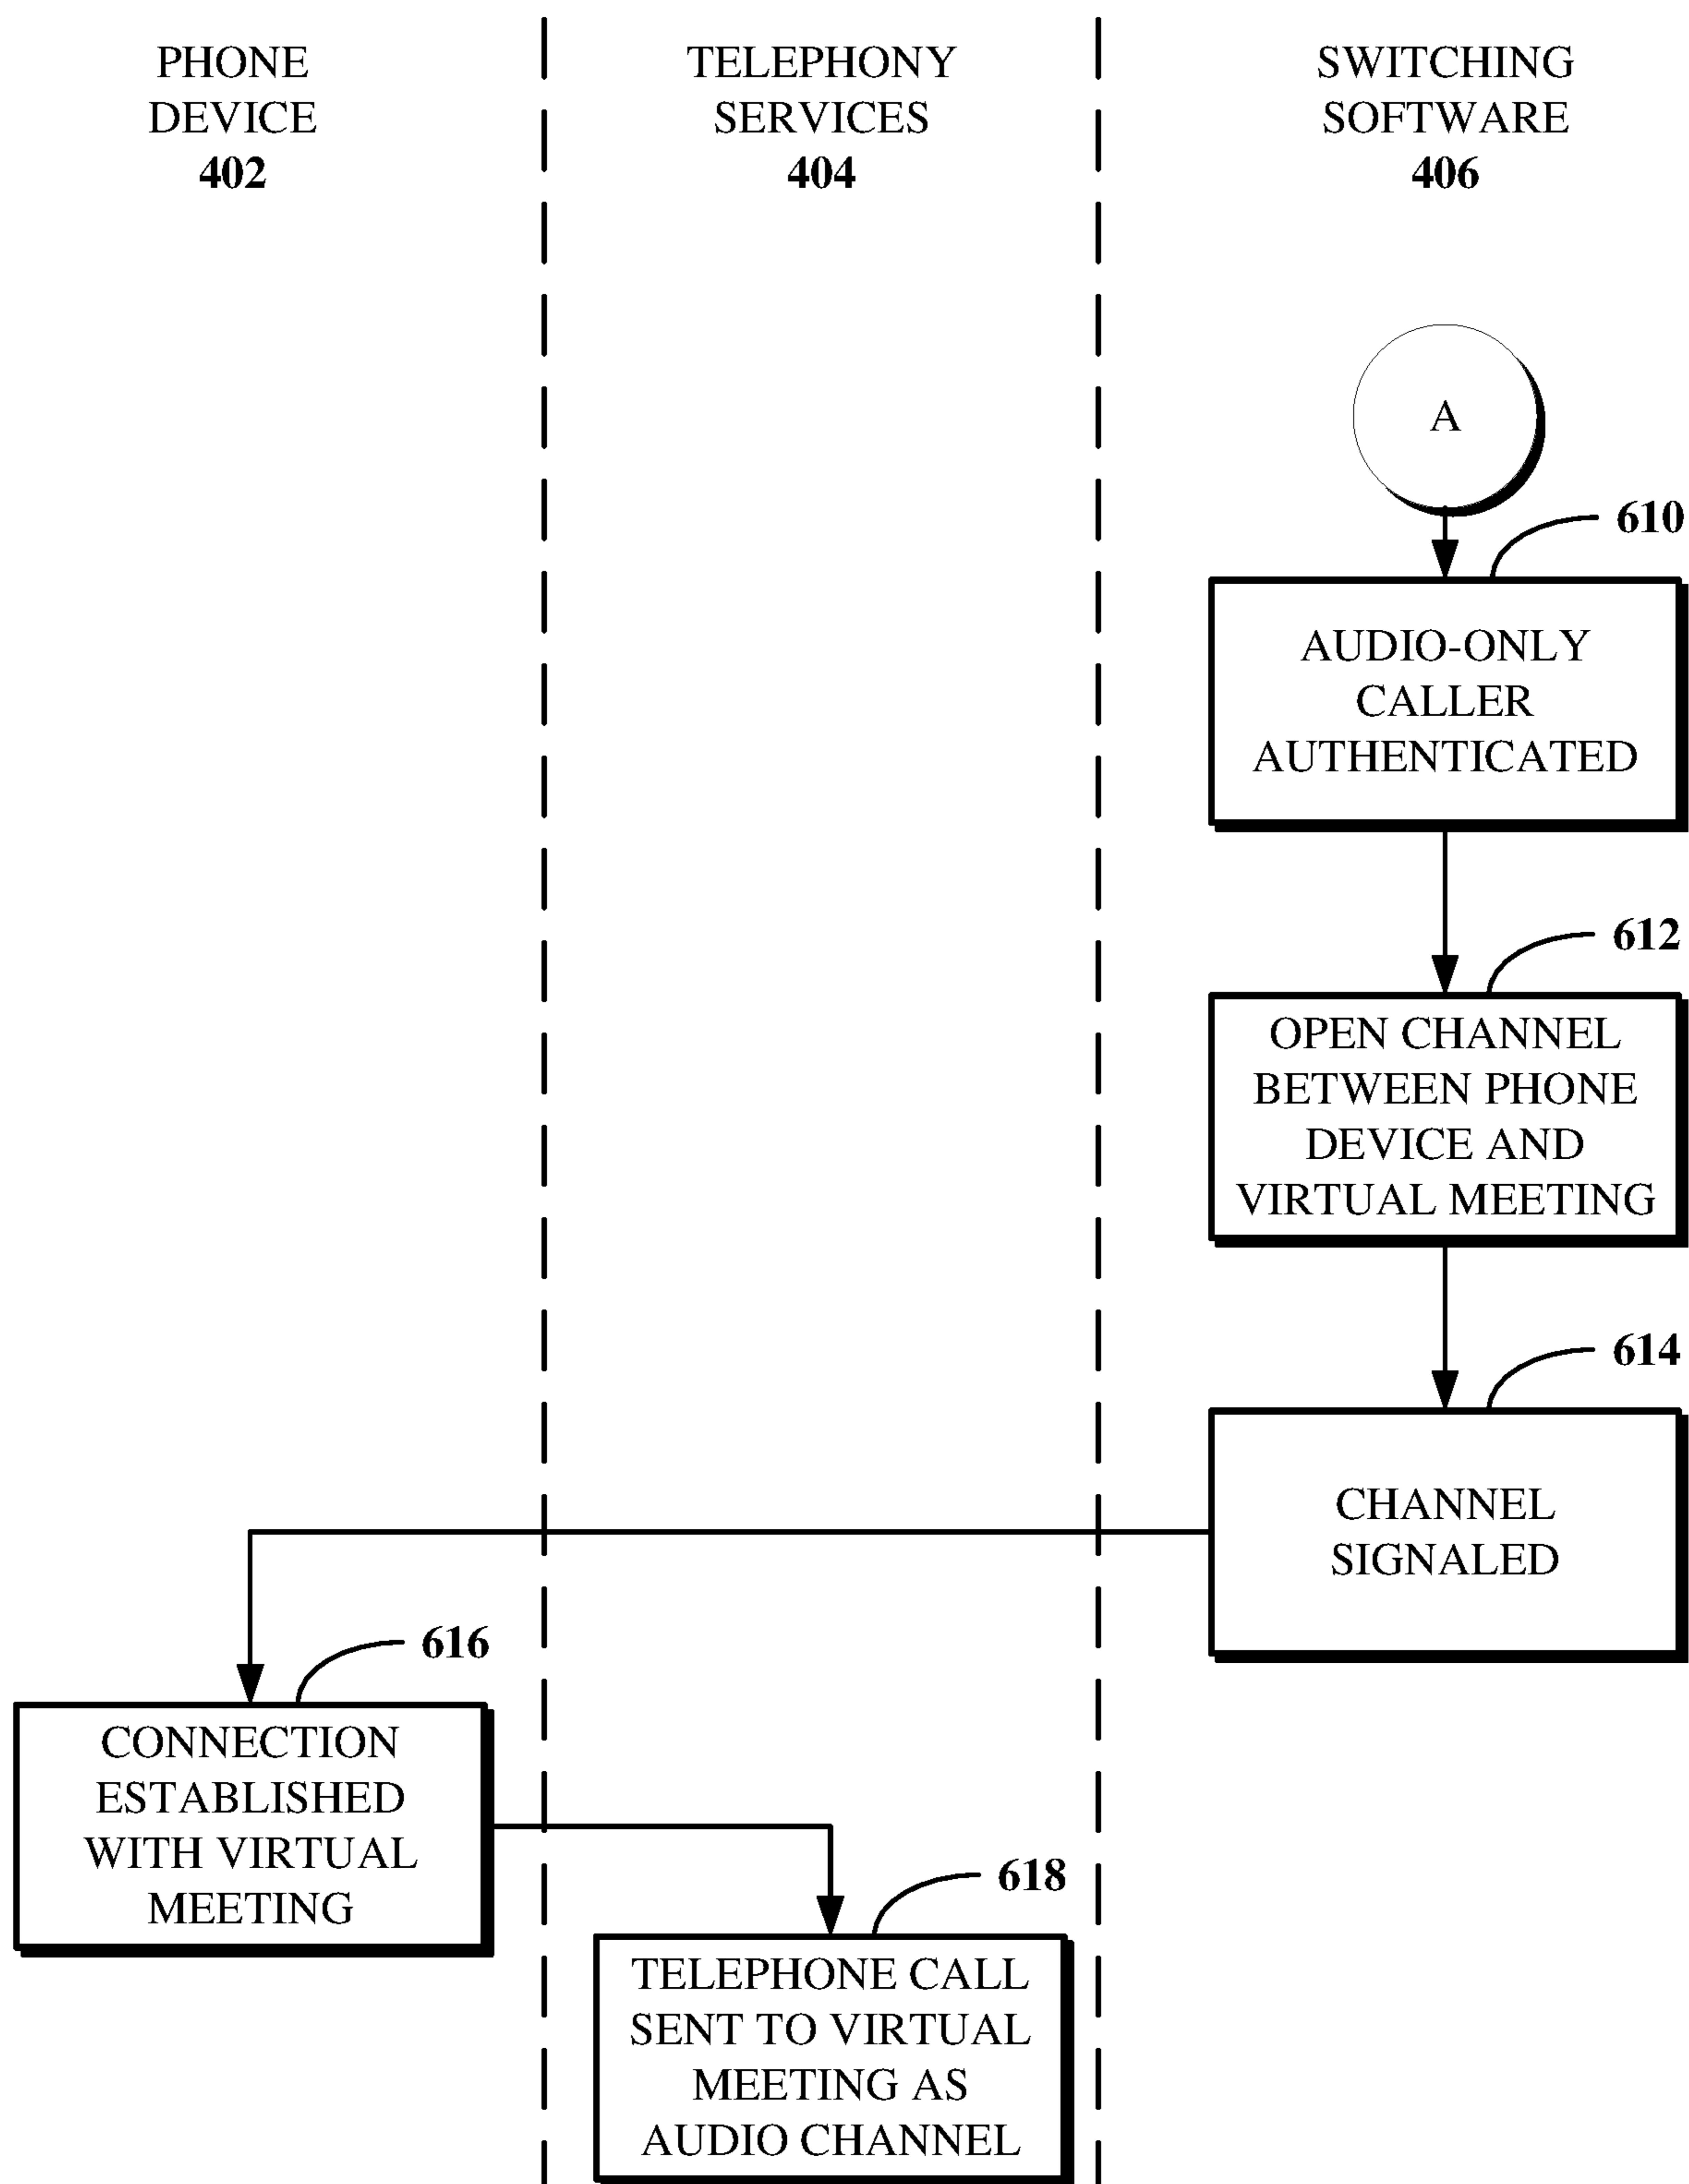 PHONE
DEVICE
402
TELEPHONY
SERVICES
404
SWITCHING
SOFTWARE
406
A
610
AUDIO-ONLY
CALLER
AUTHENTICATED
612
OPEN CHANNEL
BETWEEN PHONE
DEVICE AND
VIRTUAL MEETING
614
CHANNEL
SIGNALED
616
CONNECTION
ESTABLISHED
WITH VIRTUAL
MEETING
618
TELEPHONE CALL
SENT TO VIRTUAL
MEETING AS
AUDIO CHANNEL